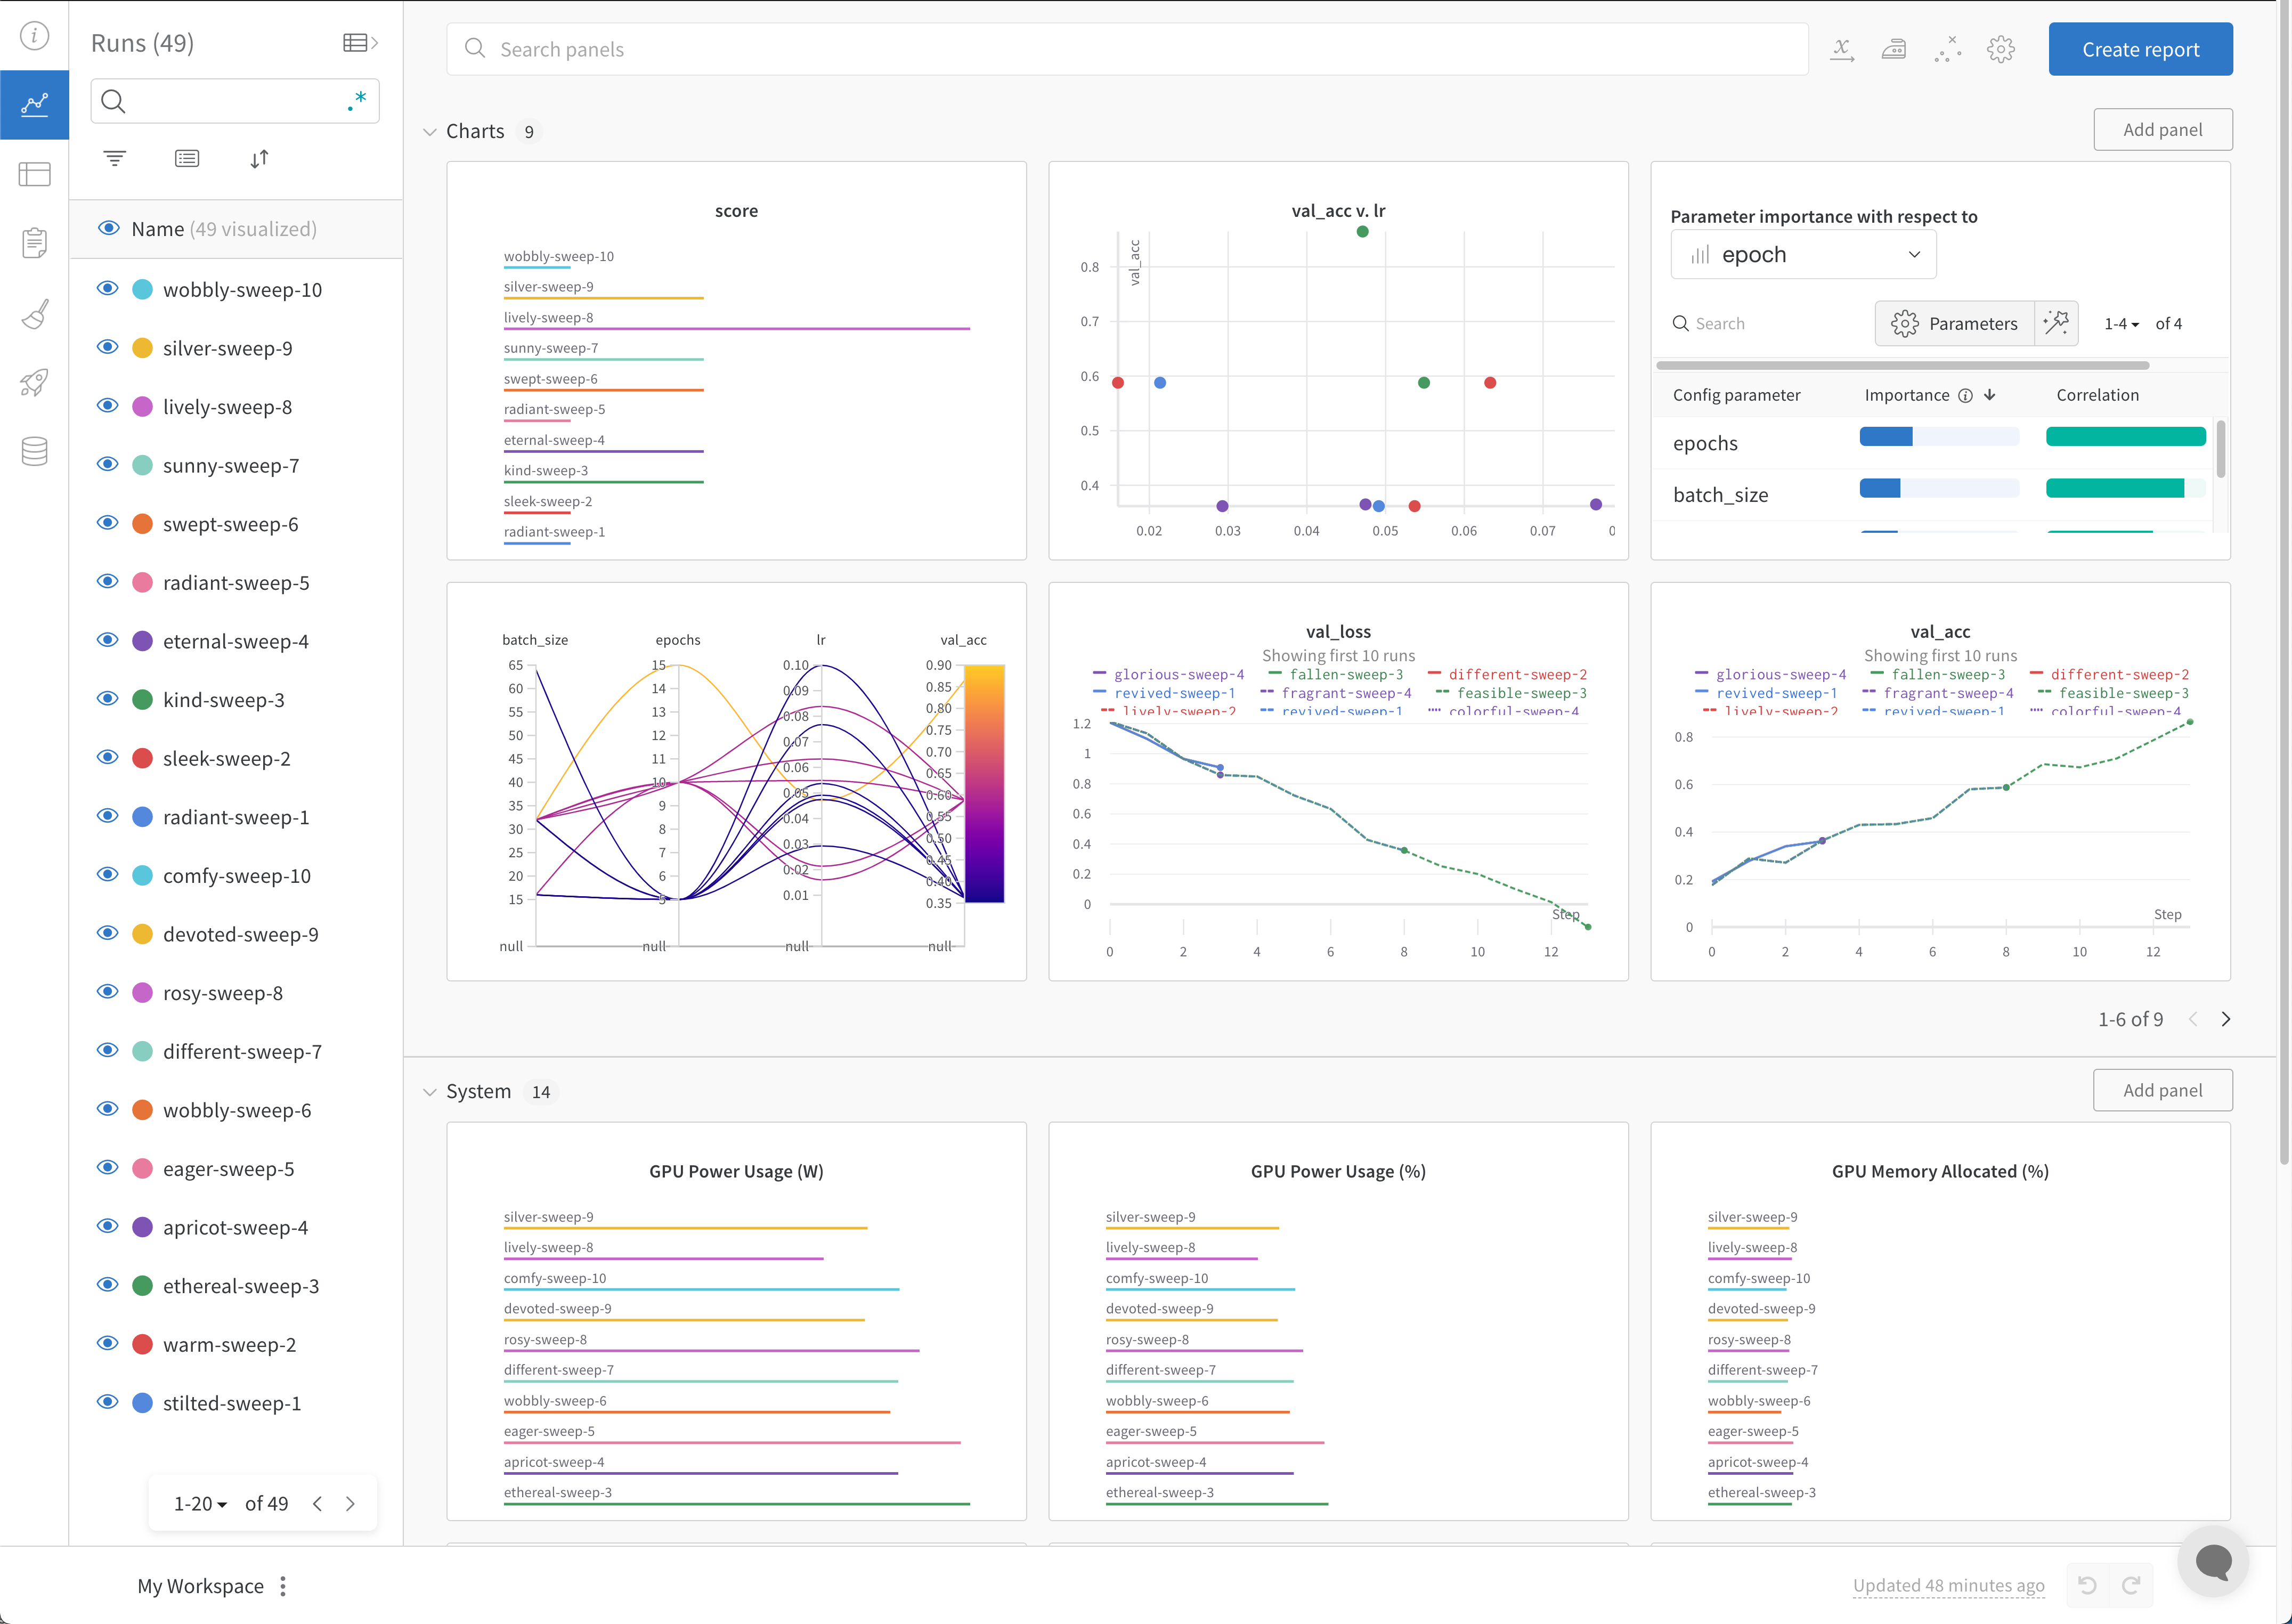 Runs (49)
Search panels
Create report
.*
Charts 9
Add panel
Name (49 visualized)
wobbly-sweep-10
silver-sweep-9
lively-sweep-8
sunny-sweep-7
swept-sweep-6
radiant-sweep-5
eternal-sweep-4
kind-sweep-3
sleek-sweep-2
radiant-sweep-1
comfy-sweep-10
devoted-sweep-9
rosy-sweep-8
different-sweep-7
wobbly-sweep-6
eager-sweep-5
apricot-sweep-4
ethereal-sweep-3
warm-sweep-2
stilted-sweep-1
1-20 of 49
score
wobbly-sweep-10
silver-sweep-9
lively-sweep-8
sunny-sweep-7
swept-sweep-6
radiant-sweep-5
eternal-sweep-4
kind-sweep-3
sleek-sweep-2
radiant-sweep-1
val_acc v. lr
val_acc
0.8
0.7
0.6
0.5
0.4
0.02 0.03 0.04 0.05 0.06 0.07 0
Parameter importance with respect to
epoch
Search
Parameters
1-4 of 4
Config parameter Importance Correlation
epochs
batch_size
batch_size epochs lr val_acc
65
60
55
50
45
40
35
30
25
20
15
null
15
14
13
12
11
10
9
8
7
6
5
null
0.10
0.09
0.08
0.07
0.06
0.05
0.04
0.03
0.02
0.01
null
0.90
0.85
0.80
0.75
0.70
0.65
0.60
0.55
0.50
0.45
0.40
0.35
null
val_loss
Showing first 10 runs
glorious-sweep-4 fallen-sweep-3 different-sweep-2
revived-sweep-1 fragrant-sweep-4 feasible-sweep-3
lively-sweep-2 revived-sweep-1 colorful-sweep-4
1.2
1
0.8
0.6
0.4
0.2
0
Step
0 2 4 6 8 10 12
val_acc
Showing first 10 runs
glorious-sweep-4 fallen-sweep-3 different-sweep-2
revived-sweep-1 fragrant-sweep-4 feasible-sweep-3
lively-sweep-2 revived-sweep-1 colorful-sweep-4
0.8
0.6
0.4
0.2
0
Step
0 2 4 6 8 10 12
1-6 of 9
System 14
Add panel
GPU Power Usage (W)
silver-sweep-9
lively-sweep-8
comfy-sweep-10
devoted-sweep-9
rosy-sweep-8
different-sweep-7
wobbly-sweep-6
eager-sweep-5
apricot-sweep-4
ethereal-sweep-3
GPU Power Usage (%)
silver-sweep-9
lively-sweep-8
comfy-sweep-10
devoted-sweep-9
rosy-sweep-8
different-sweep-7
wobbly-sweep-6
eager-sweep-5
apricot-sweep-4
ethereal-sweep-3
GPU Memory Allocated (%)
silver-sweep-9
lively-sweep-8
comfy-sweep-10
devoted-sweep-9
rosy-sweep-8
different-sweep-7
wobbly-sweep-6
eager-sweep-5
apricot-sweep-4
ethereal-sweep-3
My Workspace
Updated 48 minutes ago